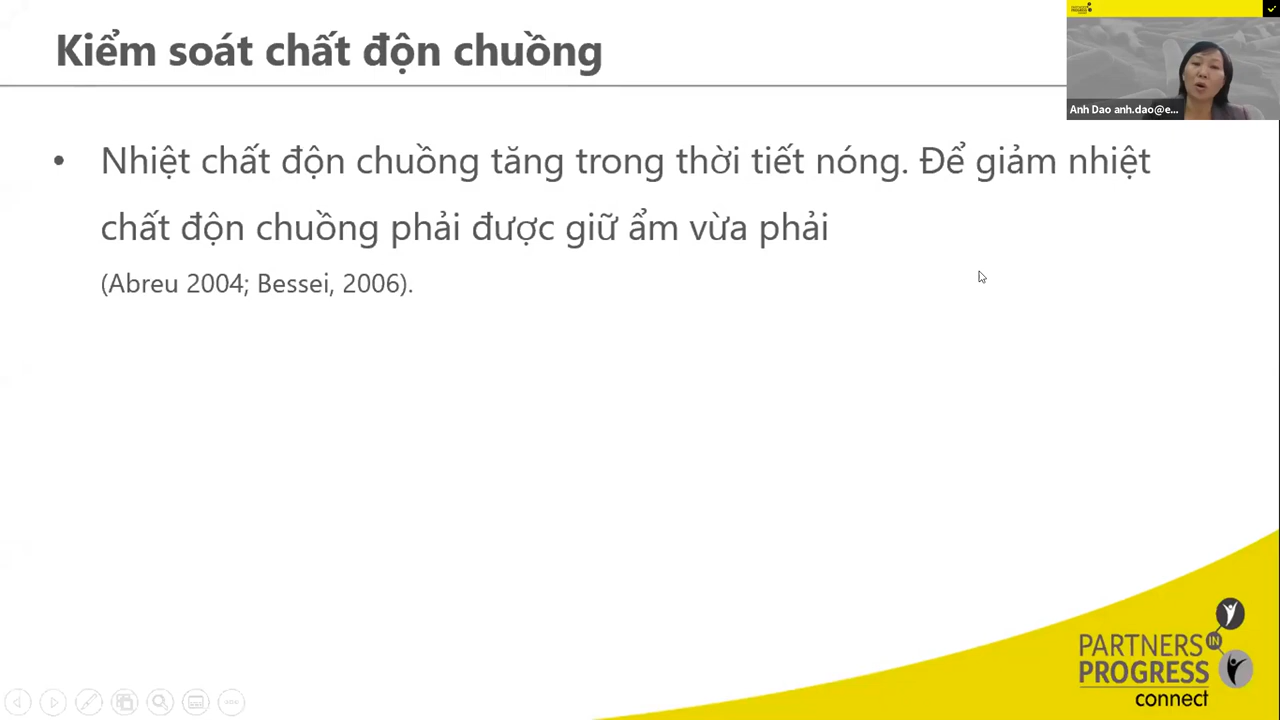 Kiểm soát chất độn chuồng
Anh Dao anh.dao@e...
• Nhiệt chất độn chuồng tăng trong thời tiết nóng. Để giảm nhiệt
chất độn chuồng phải được giữ ẩm vừa phải
(Abreu 2004; Bessei, 2006).
PARTNERS
IN
PROGRESS
connect